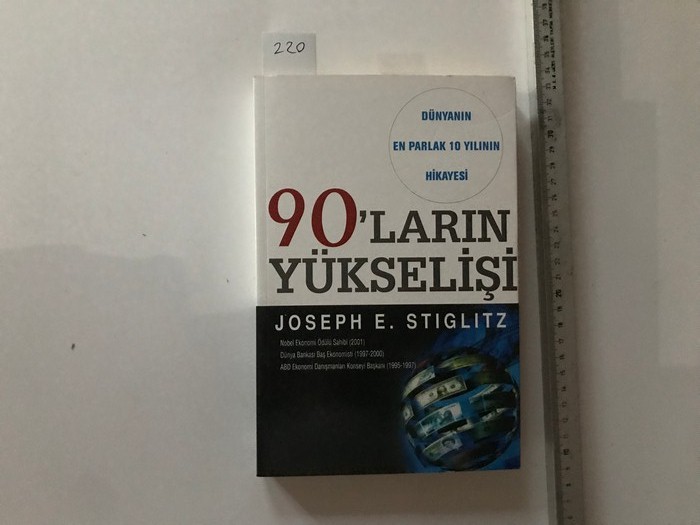 220
DÜNYANIN
EN PARLAK 10 YILININ
HİKAYESİ
90'LARIN
YÜKSELİŞİ
JOSEPH E. STIGLITZ
Nobel Ekonomi Ödülü Sahibi (2001)
Dünya Bankası Baş Ekonomisti (1997-2000)
ABD Ekonomi Danışmanları Konseyi Başkanı (1995-1997)